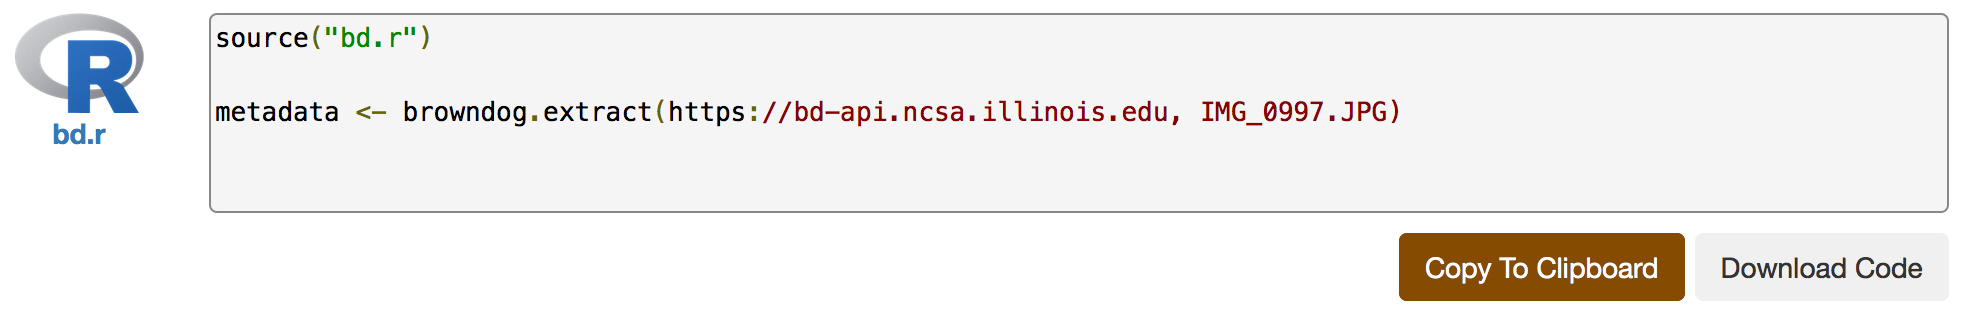 R
bd.r
source("bd.r")
metadata <- browndog.extract(https://bd-api.ncsa.illinois.edu, IMG_0997.JPG)
Copy To Clipboard
Download Code